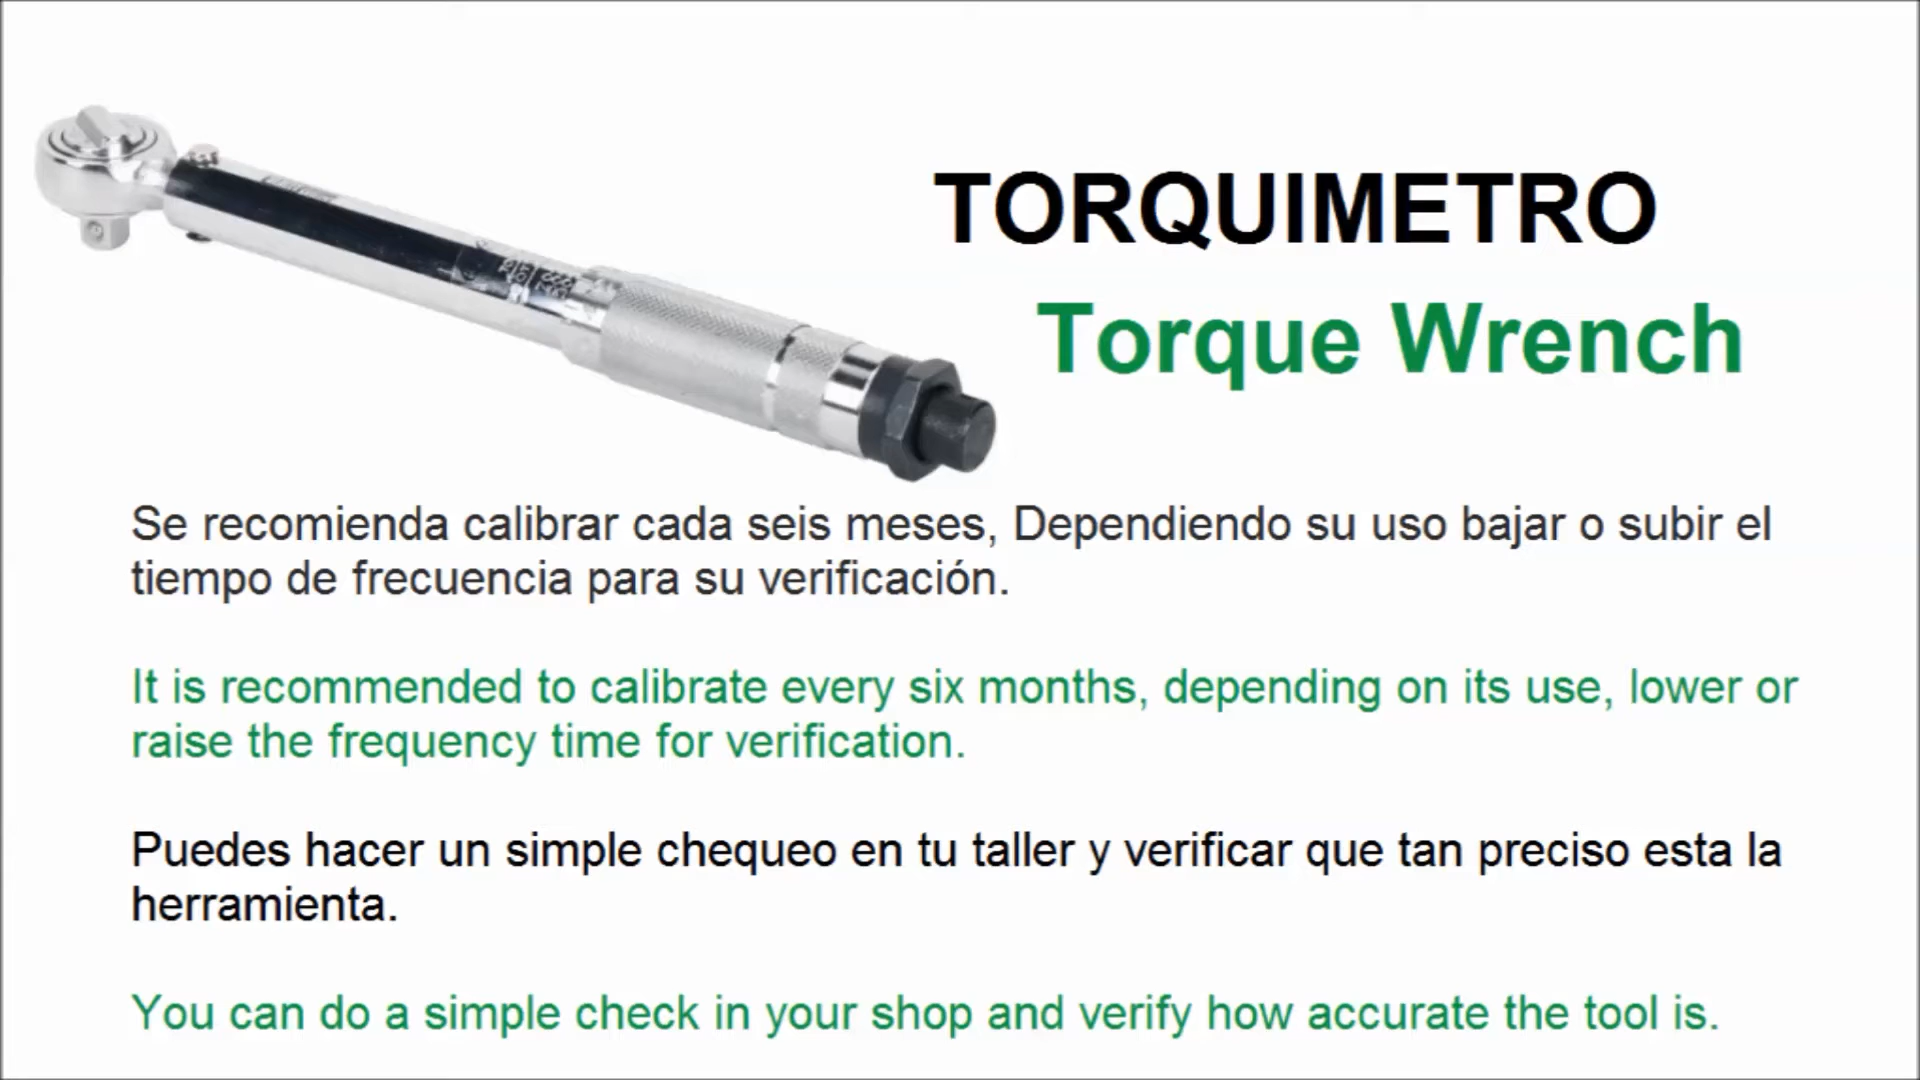 TORQUIMETRO
Torque Wrench
Se recomienda calibrar cada seis meses, Dependiendo su uso bajar o subir el
tiempo de frecuencia para su verificación.
It is recommended to calibrate every six months, depending on its use, lower or
raise the frequency time for verification.
Puedes hacer un simple chequeo en tu taller y verificar que tan preciso esta la
herramienta.
You can do a simple check in your shop and verify how accurate the tool is.